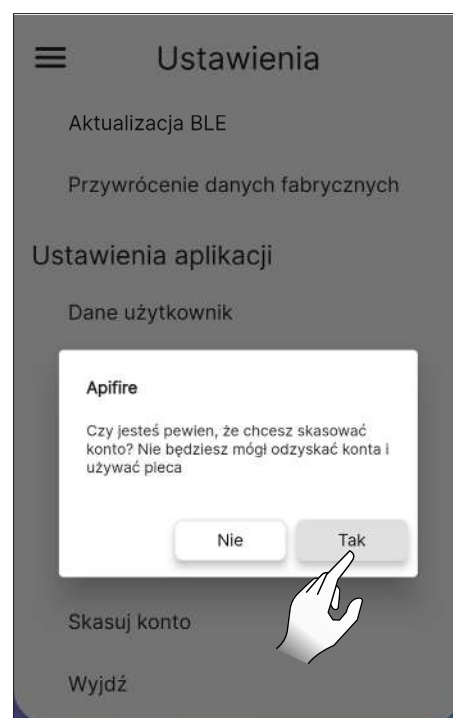 Ustawienia
Aktualizacja BLE
Przywrócenie danych fabrycznych
Ustawienia aplikacji
Dane użytkownik
Apifire
Czy jesteś pewien, że chcesz skasować
konto? Nie będziesz mógł odzyskać konta i
używać pieca
Nie
Tak
Skasuj konto
Wyjdź